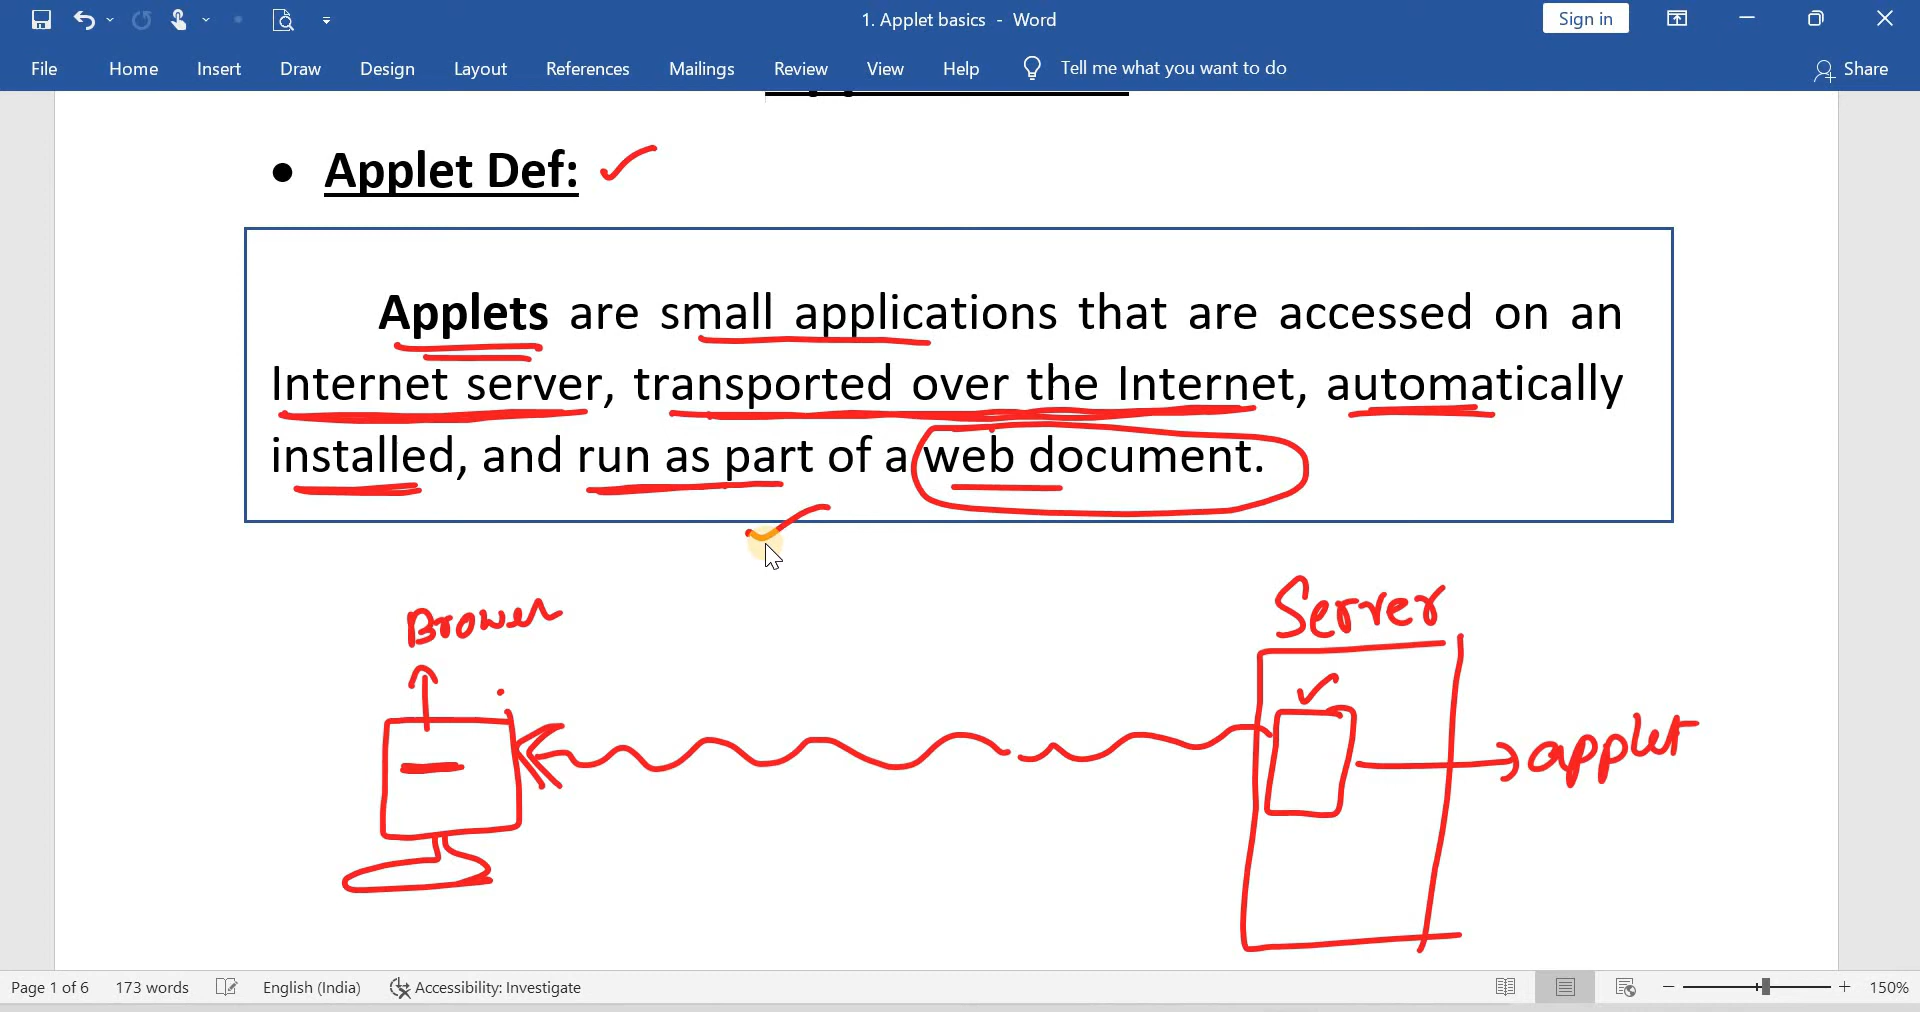 1. Applet basics - Word
Sign in
File Home Insert Draw Design Layout References Mailings Review View Help Tell me what you want to do Share
• Applet Def:
Applets are small applications that are accessed on an
Internet server, transported over the Internet, automatically
installed, and run as part of a web document.
Brower
Server
applet
Page 1 of 6 173 words English (India) Accessibility: Investigate 150%